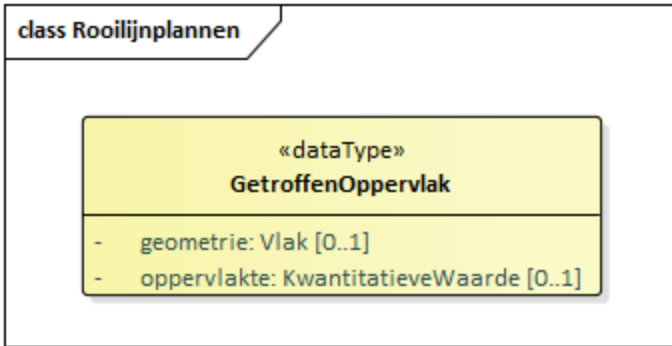 class Rooilijnplannen
«dataType»
GetroffenOppervlak
- geometrie: Vlak [0..1]
- oppervlakte: KwantitatieveWaarde [0..1]